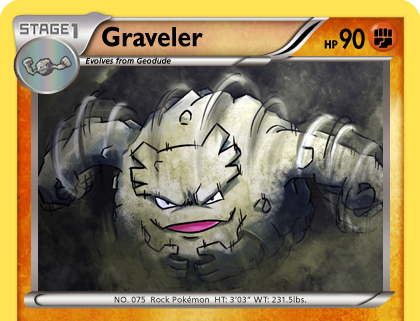 STAGE 1
Graveler
HP 90
Evolves from Geodude
NO. 075 Rock Pokémon HT: 3'03" WT: 231.5lbs.